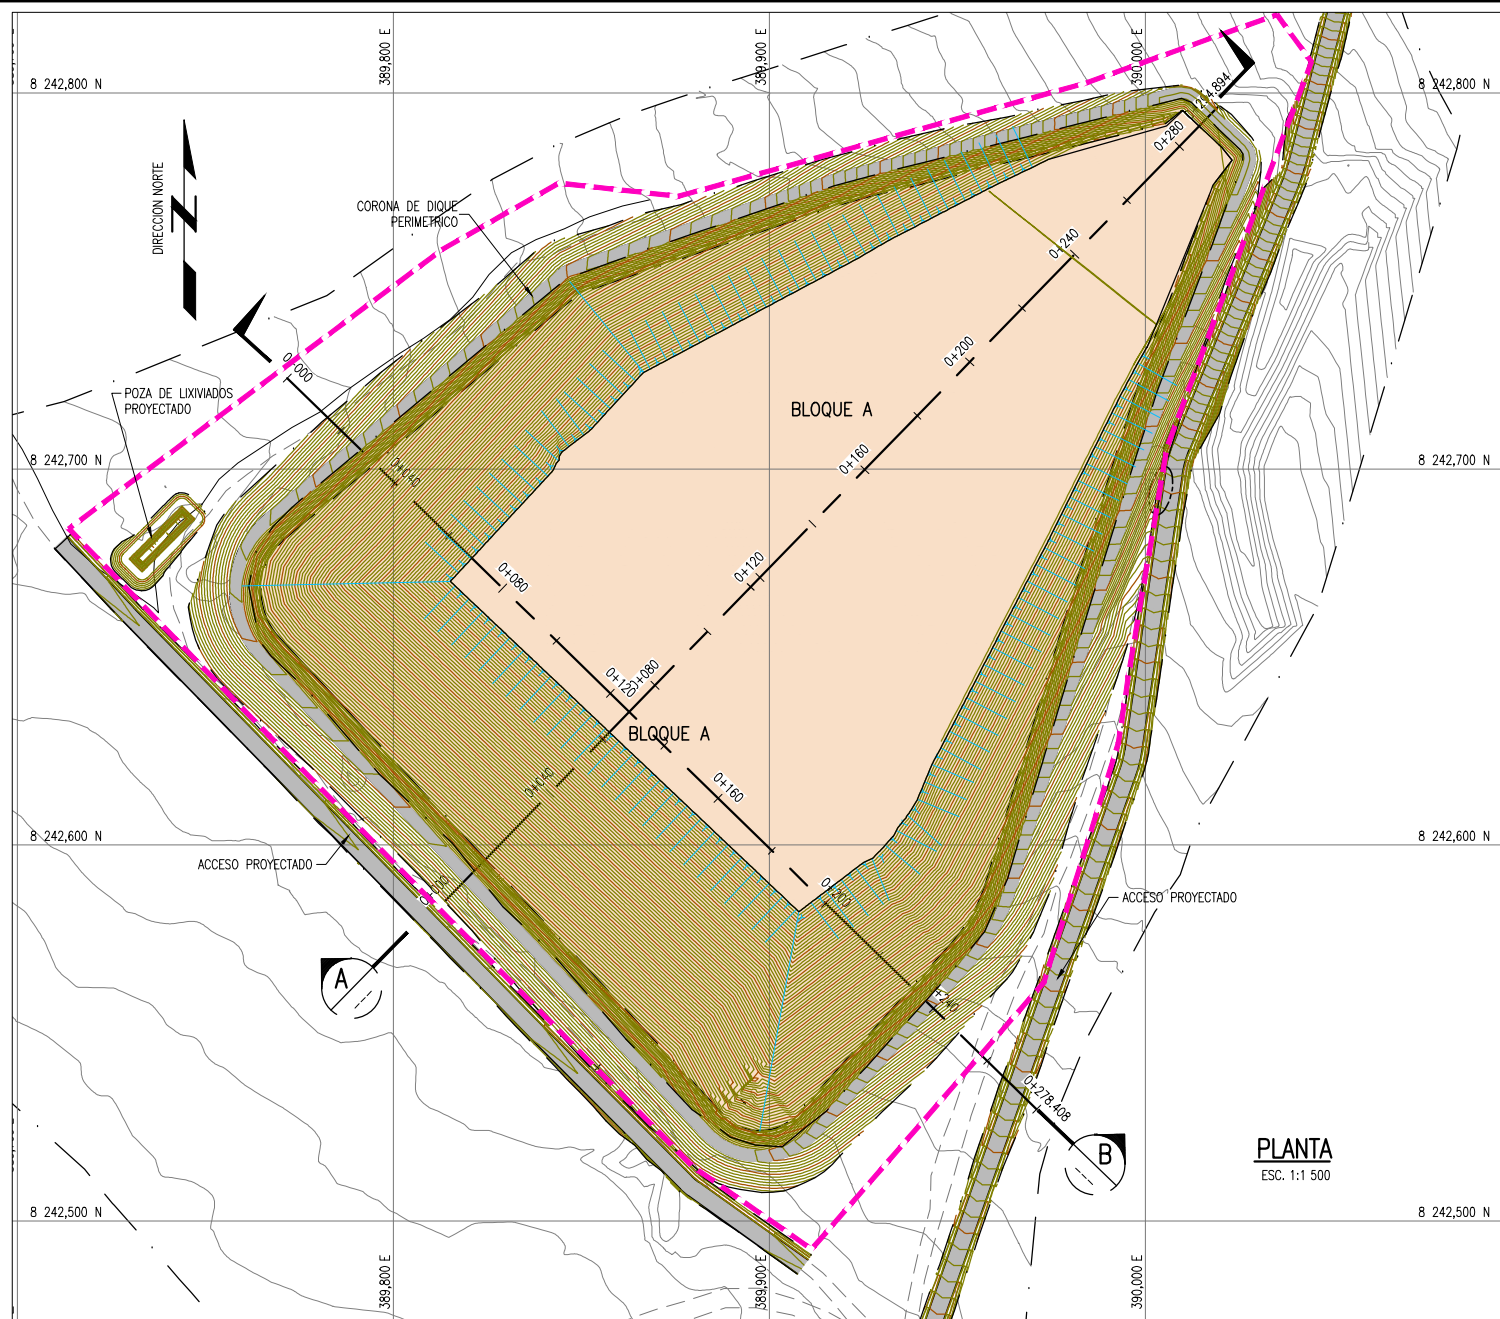 389,800 E
389,900 E
390,000 E
8 242,800 N
8 242,800 N
DIRECCION NORTE
N
CORONA DE DIQUE
PERIMETRICO
0+280
0+240
0+200
0+160
0+120
0+080
0+040
0+000
POZA DE LIXIVIADOS
PROYECTADO
BLOQUE A
8 242,700 N
8 242,700 N
0+040
0+080
0+120
BLOQUE A
0+160
0+200
0+240
0+278.408
8 242,600 N
8 242,600 N
ACCESO PROYECTADO
ACCESO PROYECTADO
A
B
PLANTA
ESC. 1:1 500
8 242,500 N
8 242,500 N
389,800 E
389,900 E
390,000 E